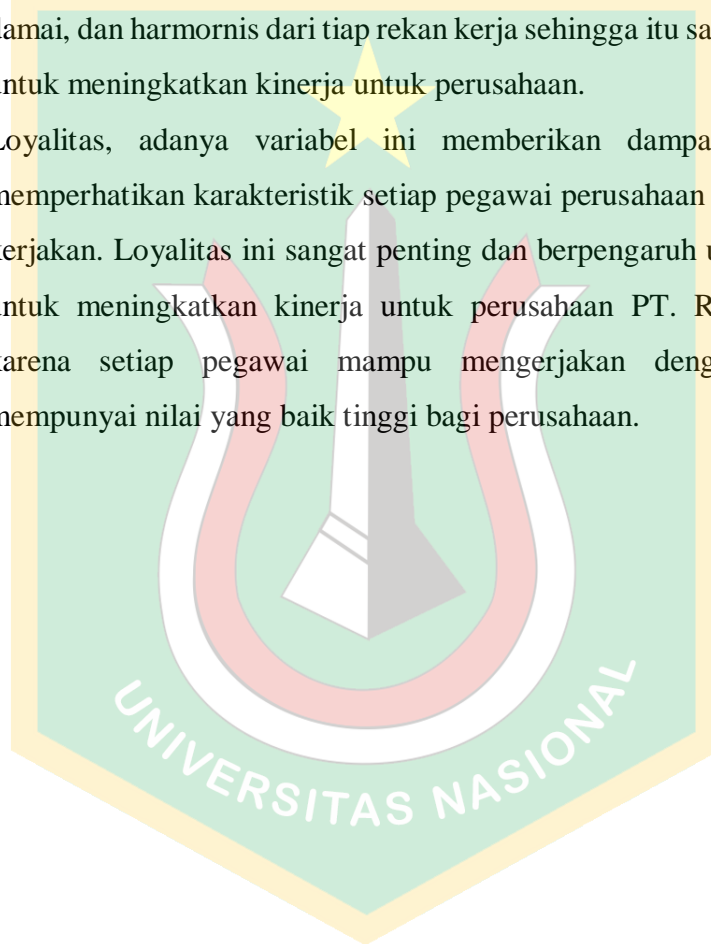 damai, dan harmornis dari tiap rekan kerja sehingga itu sa
untuk meningkatkan kinerja untuk perusahaan.
Loyalitas, adanya variabel ini memberikan dampa
memperhatikan karakteristik setiap pegawai perusahaan
kerjakan. Loyalitas ini sangat penting dan berpengaruh u
untuk meningkatkan kinerja untuk perusahaan PT. R
karena setiap pegawai mampu mengerjakan deng
mempunyai nilai yang baik tinggi bagi perusahaan.
UNIVERSITAS NASIONAL